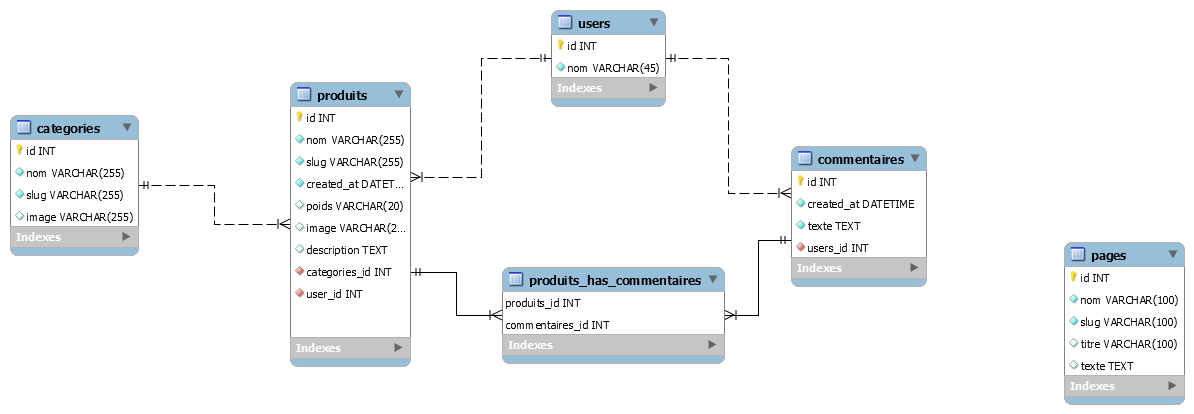 users
id INT
nom VARCHAR(45)
Indexes
produits
id INT
nom VARCHAR(255)
slug VARCHAR(255)
created_at DATET...
poids VARCHAR(20)
image VARCHAR(2...
description TEXT
categories_id INT
user_id INT
Indexes
categories
id INT
nom VARCHAR(255)
slug VARCHAR(255)
image VARCHAR(255)
Indexes
commentaires
id INT
created_at DATETIME
texte TEXT
users_id INT
Indexes
produits_has_commentaires
produits_id INT
commentaires_id INT
Indexes
pages
id INT
nom VARCHAR(100)
slug VARCHAR(100)
titre VARCHAR(100)
texte TEXT
Indexes